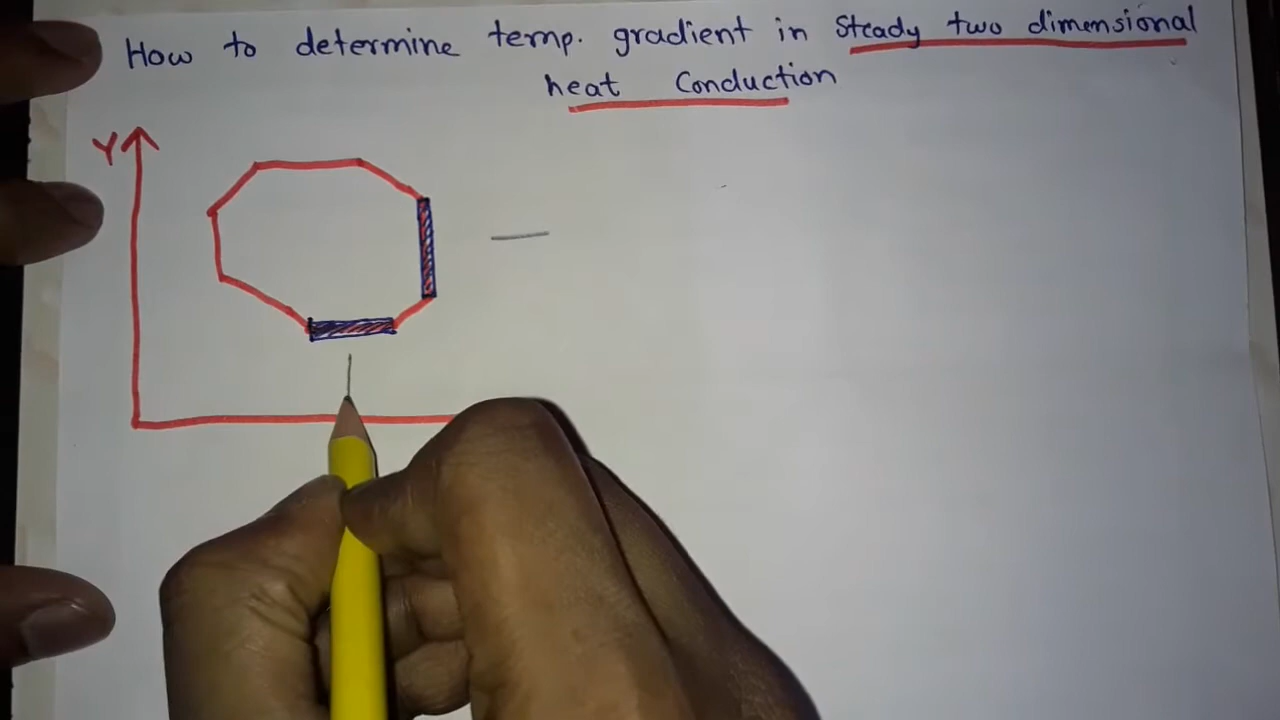 How to determine temp. gradient in steady two dimensional
heat Conduction
Y